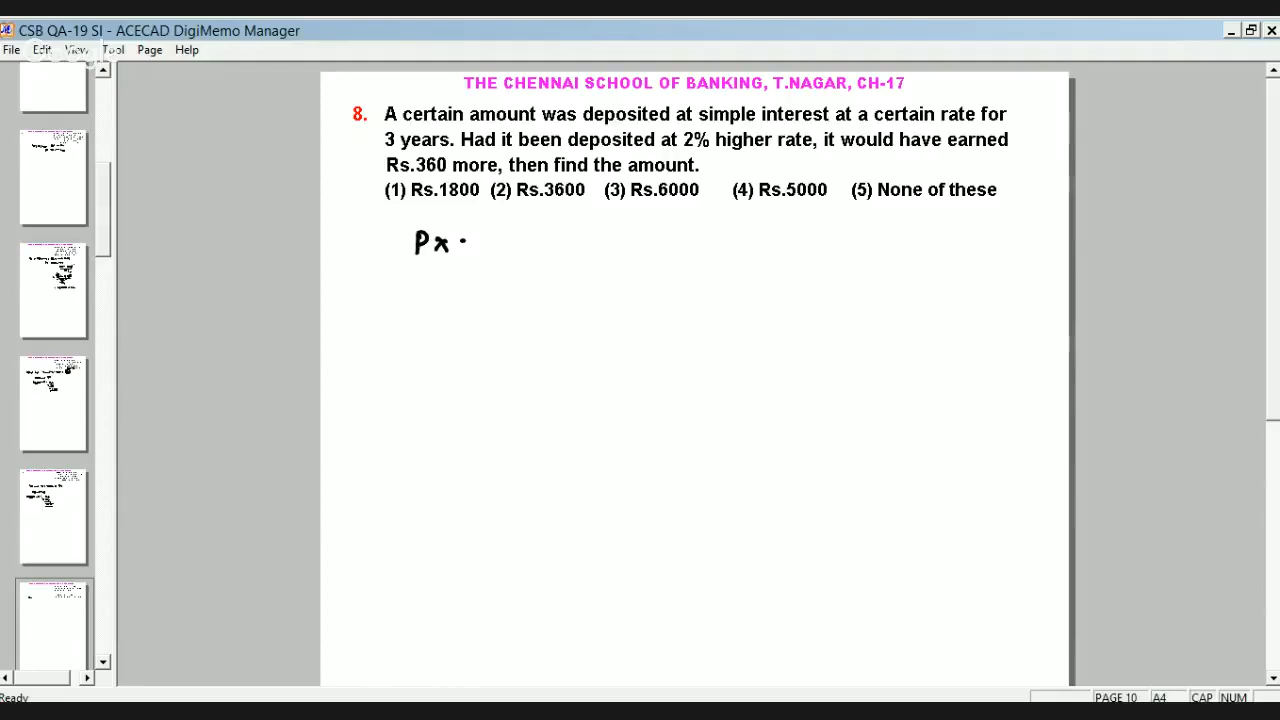 CSB QA-19 SI - ACECAD DigiMemo Manager
File Edit View Tool Page Help
THE CHENNAI SCHOOL OF BANKING, T.NAGAR, CH-17
8. A certain amount was deposited at simple interest at a certain rate for
3 years. Had it been deposited at 2% higher rate, it would have earned
Rs.360 more, then find the amount.
(1) Rs.1800 (2) Rs.3600 (3) Rs.6000 (4) Rs.5000 (5) None of these
P x
Ready PAGE 10 A4 CAP NUM